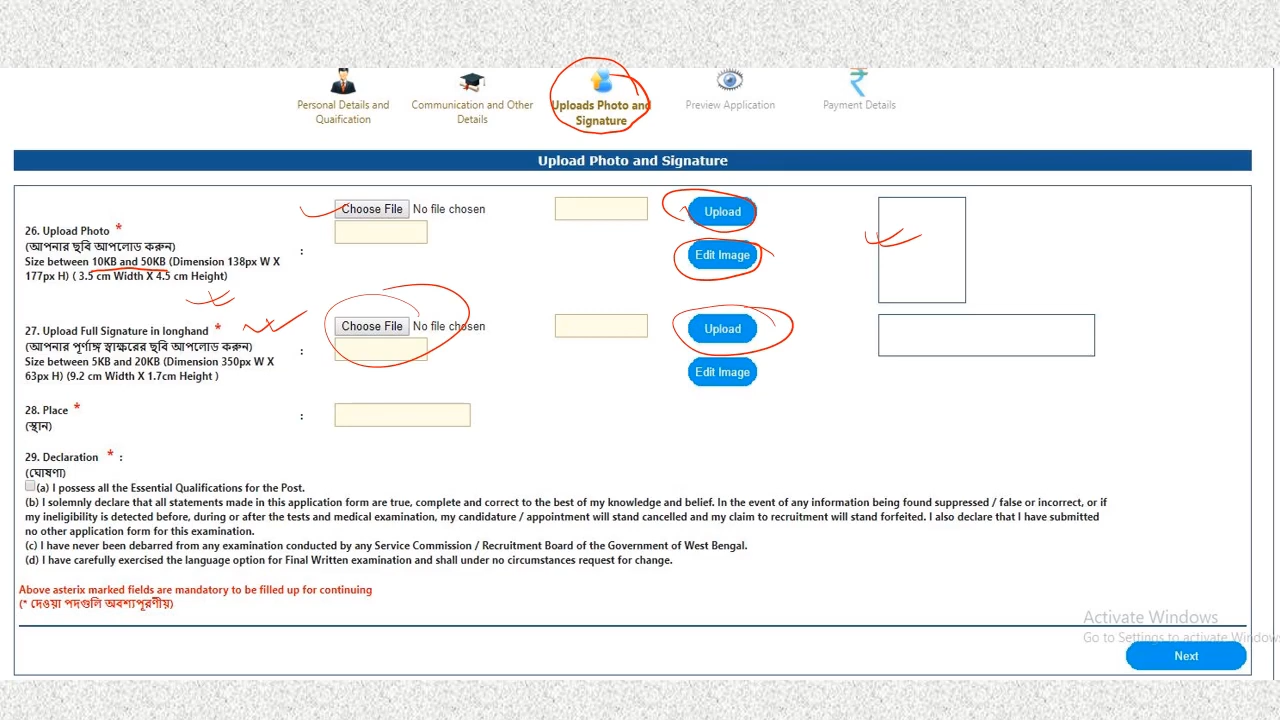 Personal Details and
Quaification
Communication and Other
Details
Uploads Photo and
Signature
Preview Application
Payment Details
Upload Photo and Signature
26. Upload Photo *
(আপনার ছবি আপলোড করুন)
Size between 10KB and 50KB (Dimension 138px W X
177px H) ( 3.5 cm Width X 4.5 cm Height)
:
Choose File No file chosen
Upload
Edit Image
27. Upload Full Signature in longhand *
(আপনার পূর্ণাঙ্গ স্বাক্ষরের ছবি আপলোড করুন)
Size between 5KB and 20KB (Dimension 350px W X
63px H) (9.2 cm Width X 1.7cm Height )
:
Choose File No file chosen
Upload
Edit Image
28. Place *
(স্থান)
:
29. Declaration * :
(ঘোষণা)
(a) I possess all the Essential Qualifications for the Post.
(b) I solemnly declare that all statements made in this application form are true, complete and correct to the best of my knowledge and belief. In the event of any information being found suppressed / false or incorrect, or if
my ineligibility is detected before, during or after the tests and medical examination, my candidature / appointment will stand cancelled and my claim to recruitment will stand forfeited. I also declare that I have submitted
no other application form for this examination.
(c) I have never been debarred from any examination conducted by any Service Commission / Recruitment Board of the Government of West Bengal.
(d) I have carefully exercised the language option for Final Written examination and shall under no circumstances request for change.
Above asterix marked fields are mandatory to be filled up for continuing
(* দেওয়া পদগুলি অবশ্যপূরণীয়)
Activate Windows
Go to Settings to activate Windows
Next